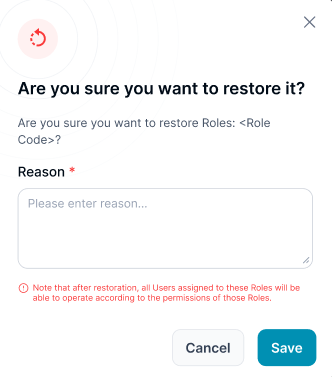 Are you sure you want to restore it?
Are you sure you want to restore Roles: <Role
Code>?
Reason *
Please enter reason...
Note that after restoration, all Users assigned to these Roles will be
able to operate according to the permissions of those Roles.
Cancel
Save